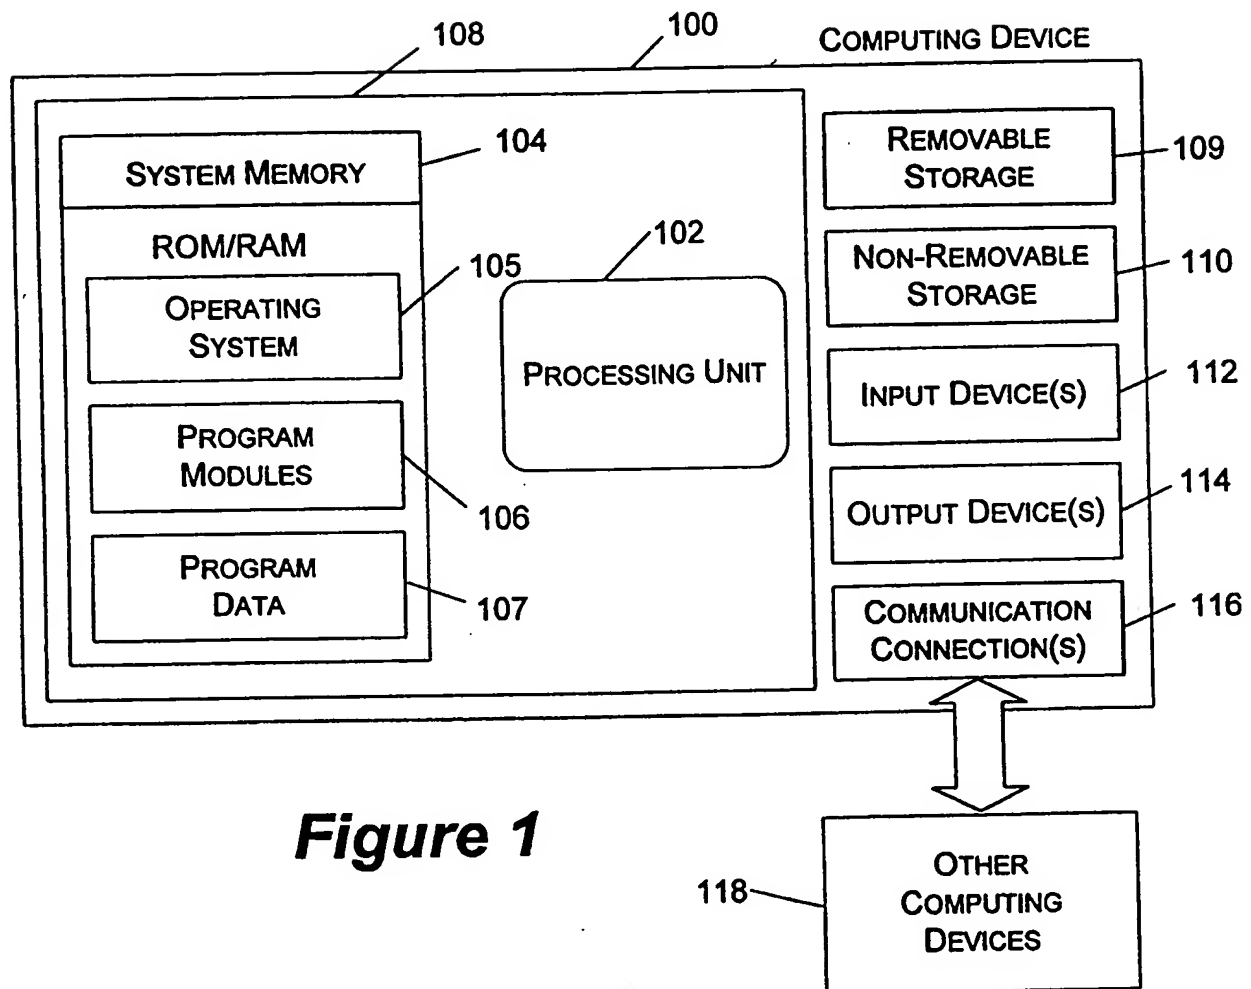 108
100
COMPUTING DEVICE
SYSTEM MEMORY
104
ROM/RAM
OPERATING
SYSTEM
105
PROGRAM
MODULES
106
PROGRAM
DATA
107
102
PROCESSING UNIT
REMOVABLE
STORAGE
109
NON-REMOVABLE
STORAGE
110
INPUT DEVICE(S)
112
OUTPUT DEVICE(S)
114
COMMUNICATION
CONNECTION(S)
116
Figure 1
118
OTHER
COMPUTING
DEVICES